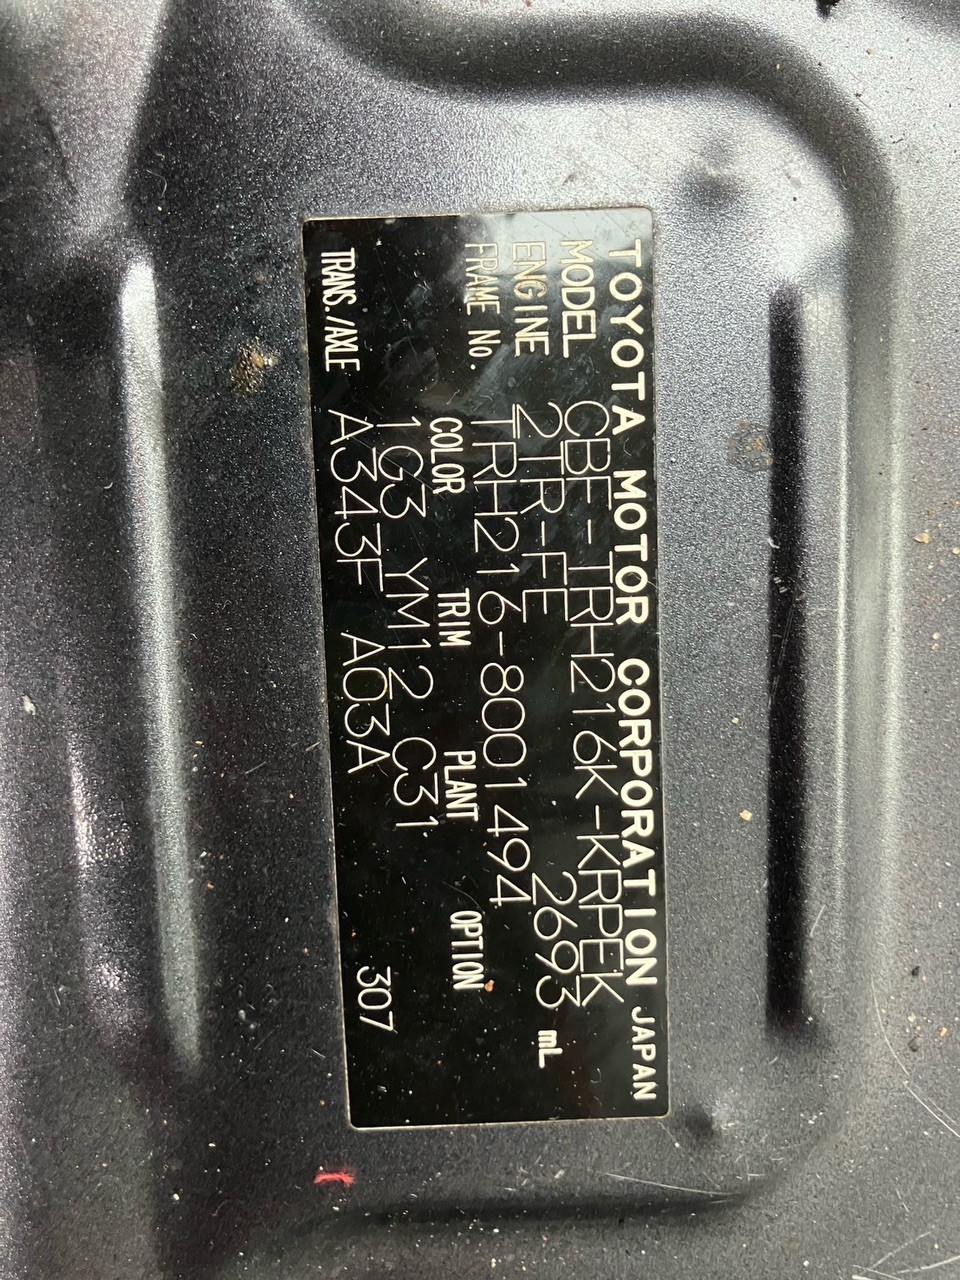 TOYOTA MOTOR CORPORATION JAPAN
MODEL CBF-TRH216K-KRPEK
ENGINE 2TR-FE 2693 mL
FRAME No. TRH216-8001494
COLOR TRIM PLANT OPTION
1G3 YM12 C31
TRANS./AXLE A343F A03A 307